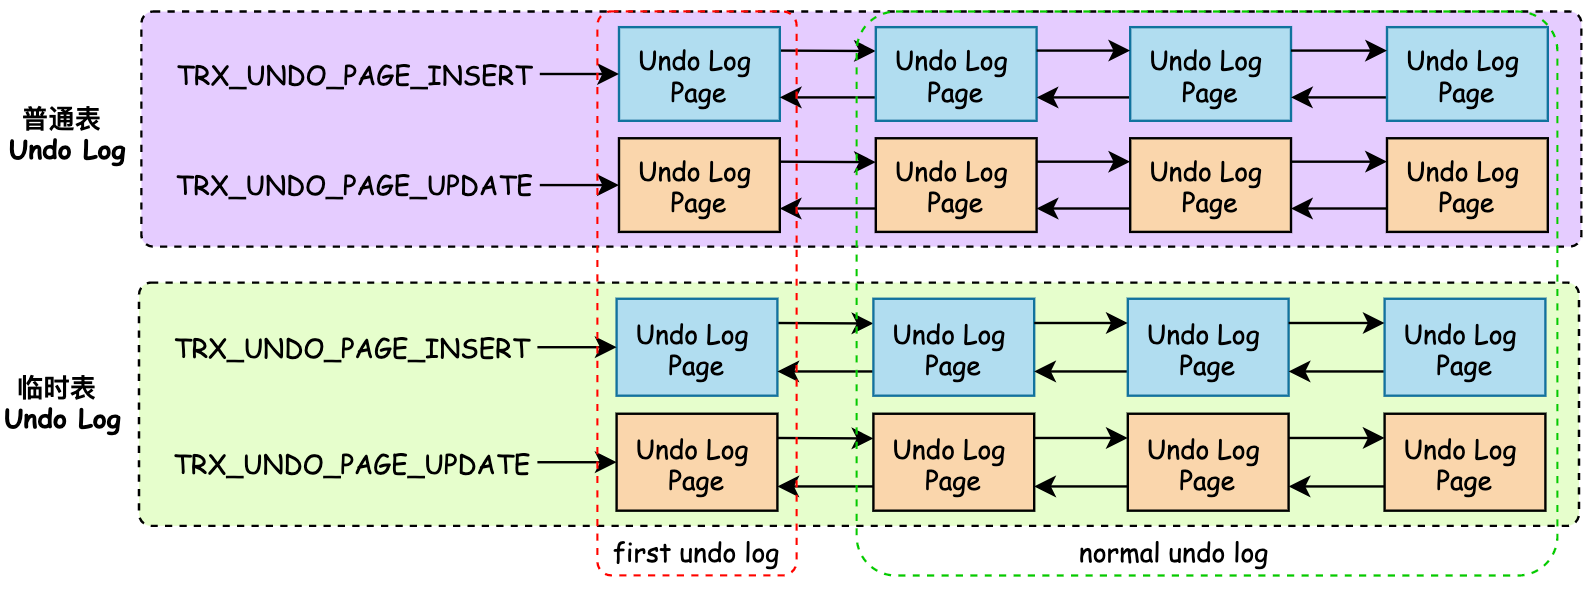 普通表
Undo Log
TRX_UNDO_PAGE_INSERT
Undo Log
Page
Undo Log
Page
Undo Log
Page
Undo Log
Page
TRX_UNDO_PAGE_UPDATE
Undo Log
Page
Undo Log
Page
Undo Log
Page
Undo Log
Page
临时表
Undo Log
TRX_UNDO_PAGE_INSERT
Undo Log
Page
Undo Log
Page
Undo Log
Page
Undo Log
Page
TRX_UNDO_PAGE_UPDATE
Undo Log
Page
Undo Log
Page
Undo Log
Page
Undo Log
Page
first undo log
normal undo log